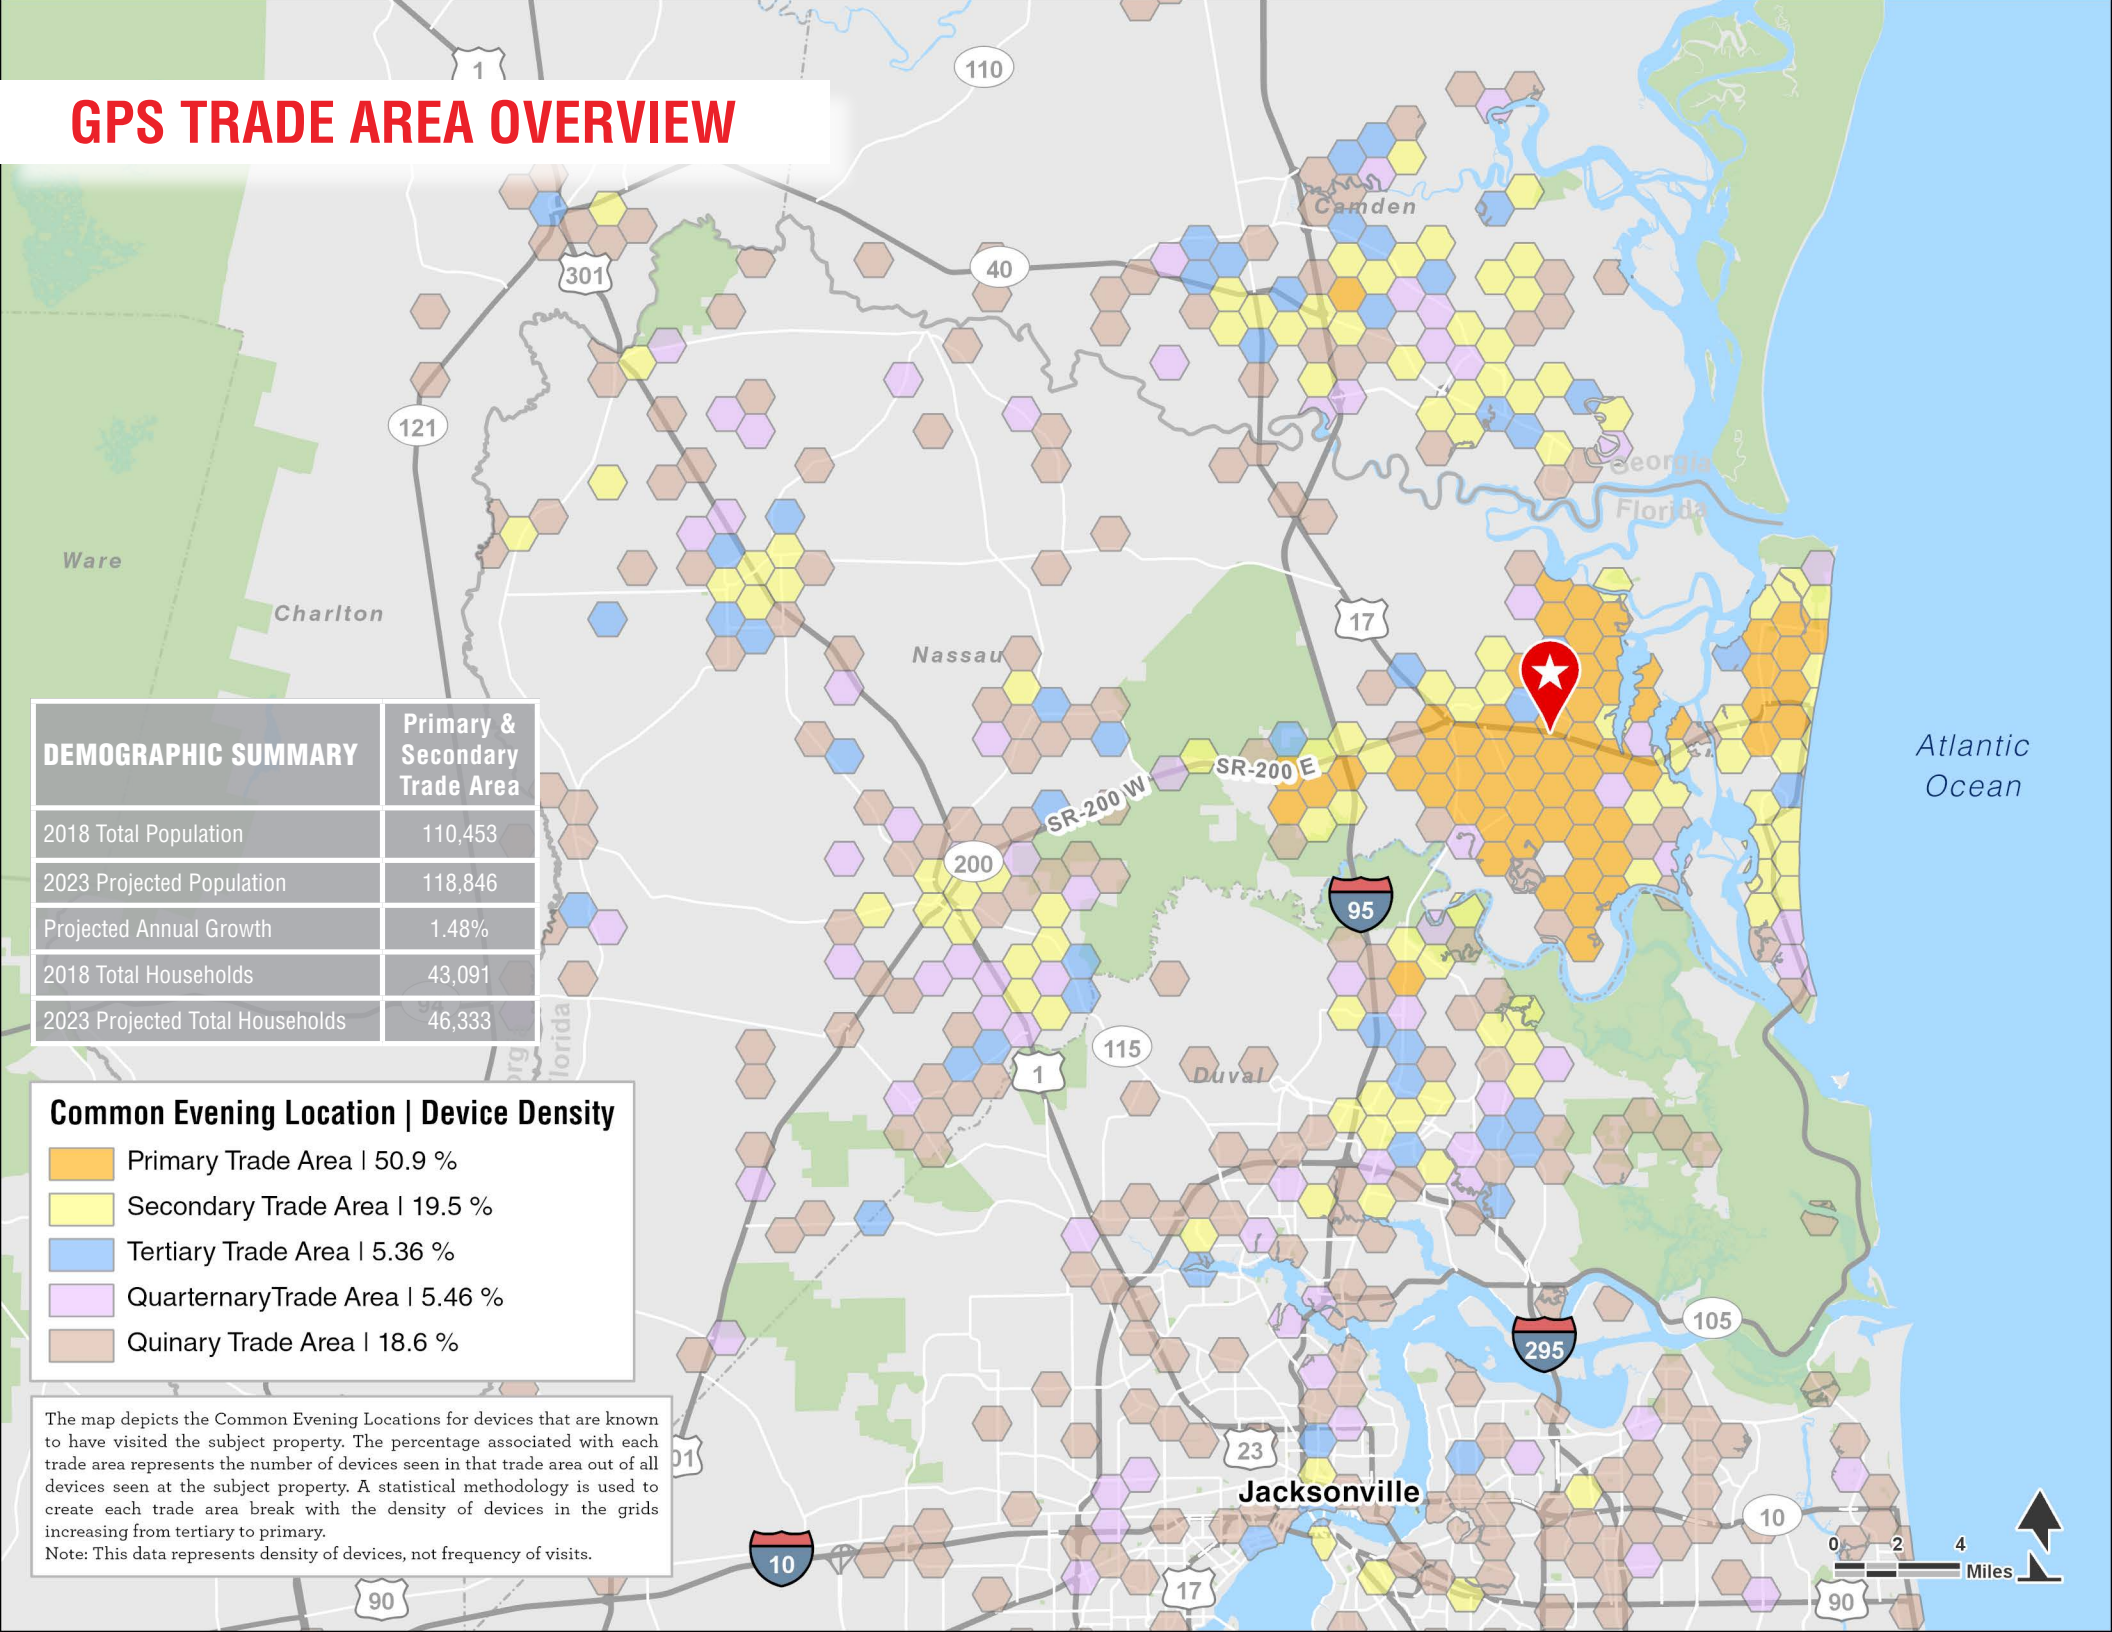 1
110
GPS TRADE AREA OVERVIEW
Camden
40
301
121
Georgia
Florida
Ware
Charlton
17
Nassau
DEMOGRAPHIC SUMMARY
Primary &
Secondary
Trade Area
2018 Total Population 110,453
2023 Projected Population 118,846
Projected Annual Growth 1.48%
2018 Total Households 43,091
2023 Projected Total Households 46,333
94
Florida
SR-200 W
SR-200 E
Atlantic
Ocean
200
95
115
1
Duval
Common Evening Location | Device Density
Primary Trade Area | 50.9 %
Secondary Trade Area | 19.5 %
Tertiary Trade Area | 5.36 %
QuarternaryTrade Area | 5.46 %
Quinary Trade Area | 18.6 %
105
295
The map depicts the Common Evening Locations for devices that are known
to have visited the subject property. The percentage associated with each
trade area represents the number of devices seen in that trade area out of all
devices seen at the subject property. A statistical methodology is used to
create each trade area break with the density of devices in the grids
increasing from tertiary to primary.
Note: This data represents density of devices, not frequency of visits.
23
Jacksonville
10
10
0 2 4
Miles
90
17
90